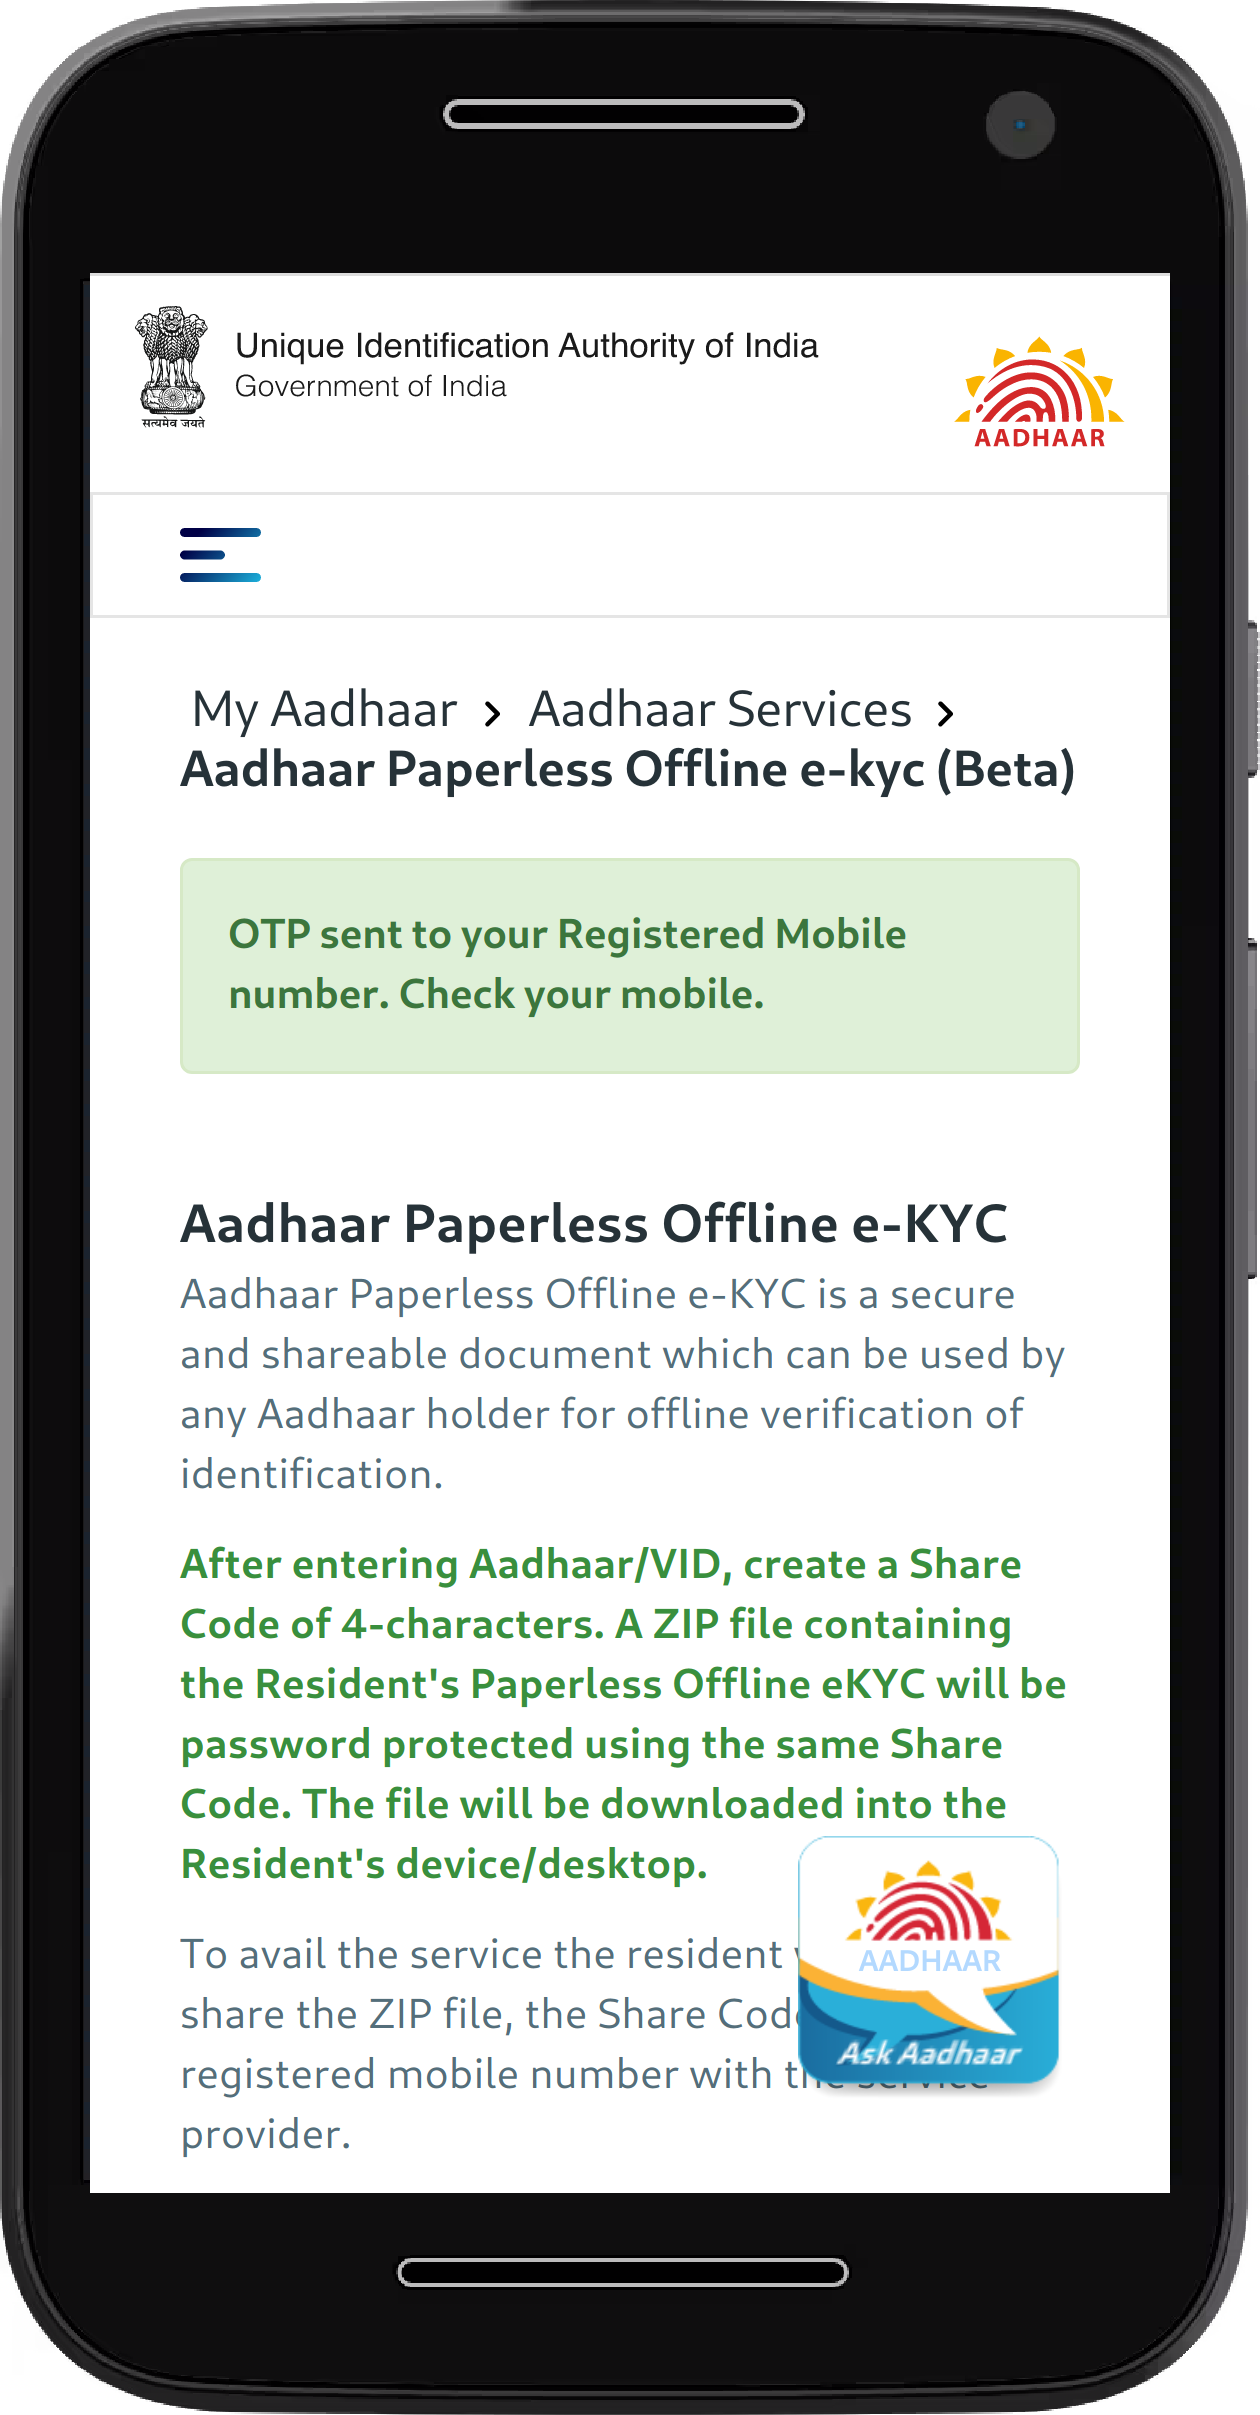 Unique Identification Authority of India
Government of India
सत्यमेव जयते
AADHAAR
My Aadhaar > Aadhaar Services >
Aadhaar Paperless Offline e-kyc (Beta)
OTP sent to your Registered Mobile
number. Check your mobile.
Aadhaar Paperless Offline e-KYC
Aadhaar Paperless Offline e-KYC is a secure
and shareable document which can be used by
any Aadhaar holder for offline verification of
identification.
After entering Aadhaar/VID, create a Share
Code of 4-characters. A ZIP file containing
the Resident's Paperless Offline eKYC will be
password protected using the same Share
Code. The file will be downloaded into the
Resident's device/desktop.
To avail the service the resident
share the ZIP file, the Share
registered mobile number with
provider.
AADHAAR
Ask Aadhaar